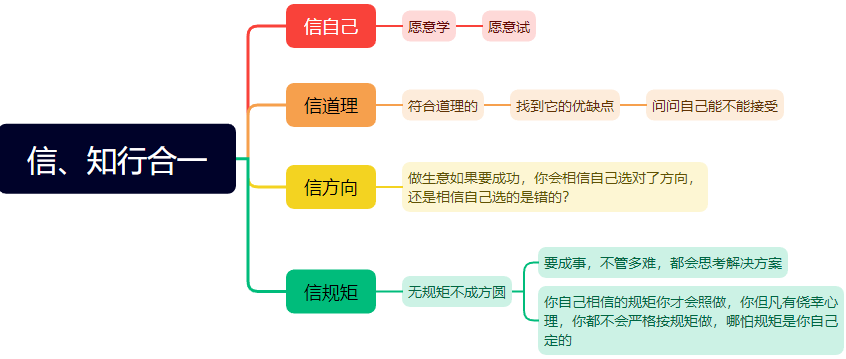 信、知行合一
信自己
愿意学
愿意试
信道理
符合道理的
找到它的优缺点
问问自己能不能接受
信方向
做生意如果要成功，你会相信自己选对了方向，
还是相信自己选的是错的？
信规矩
无规矩不成方圆
要成事，不管多难，都会思考解决方案
你自己相信的规矩你才会照做，你但凡有侥幸心
理，你都不会严格按规矩做，哪怕规矩是你自己
定的